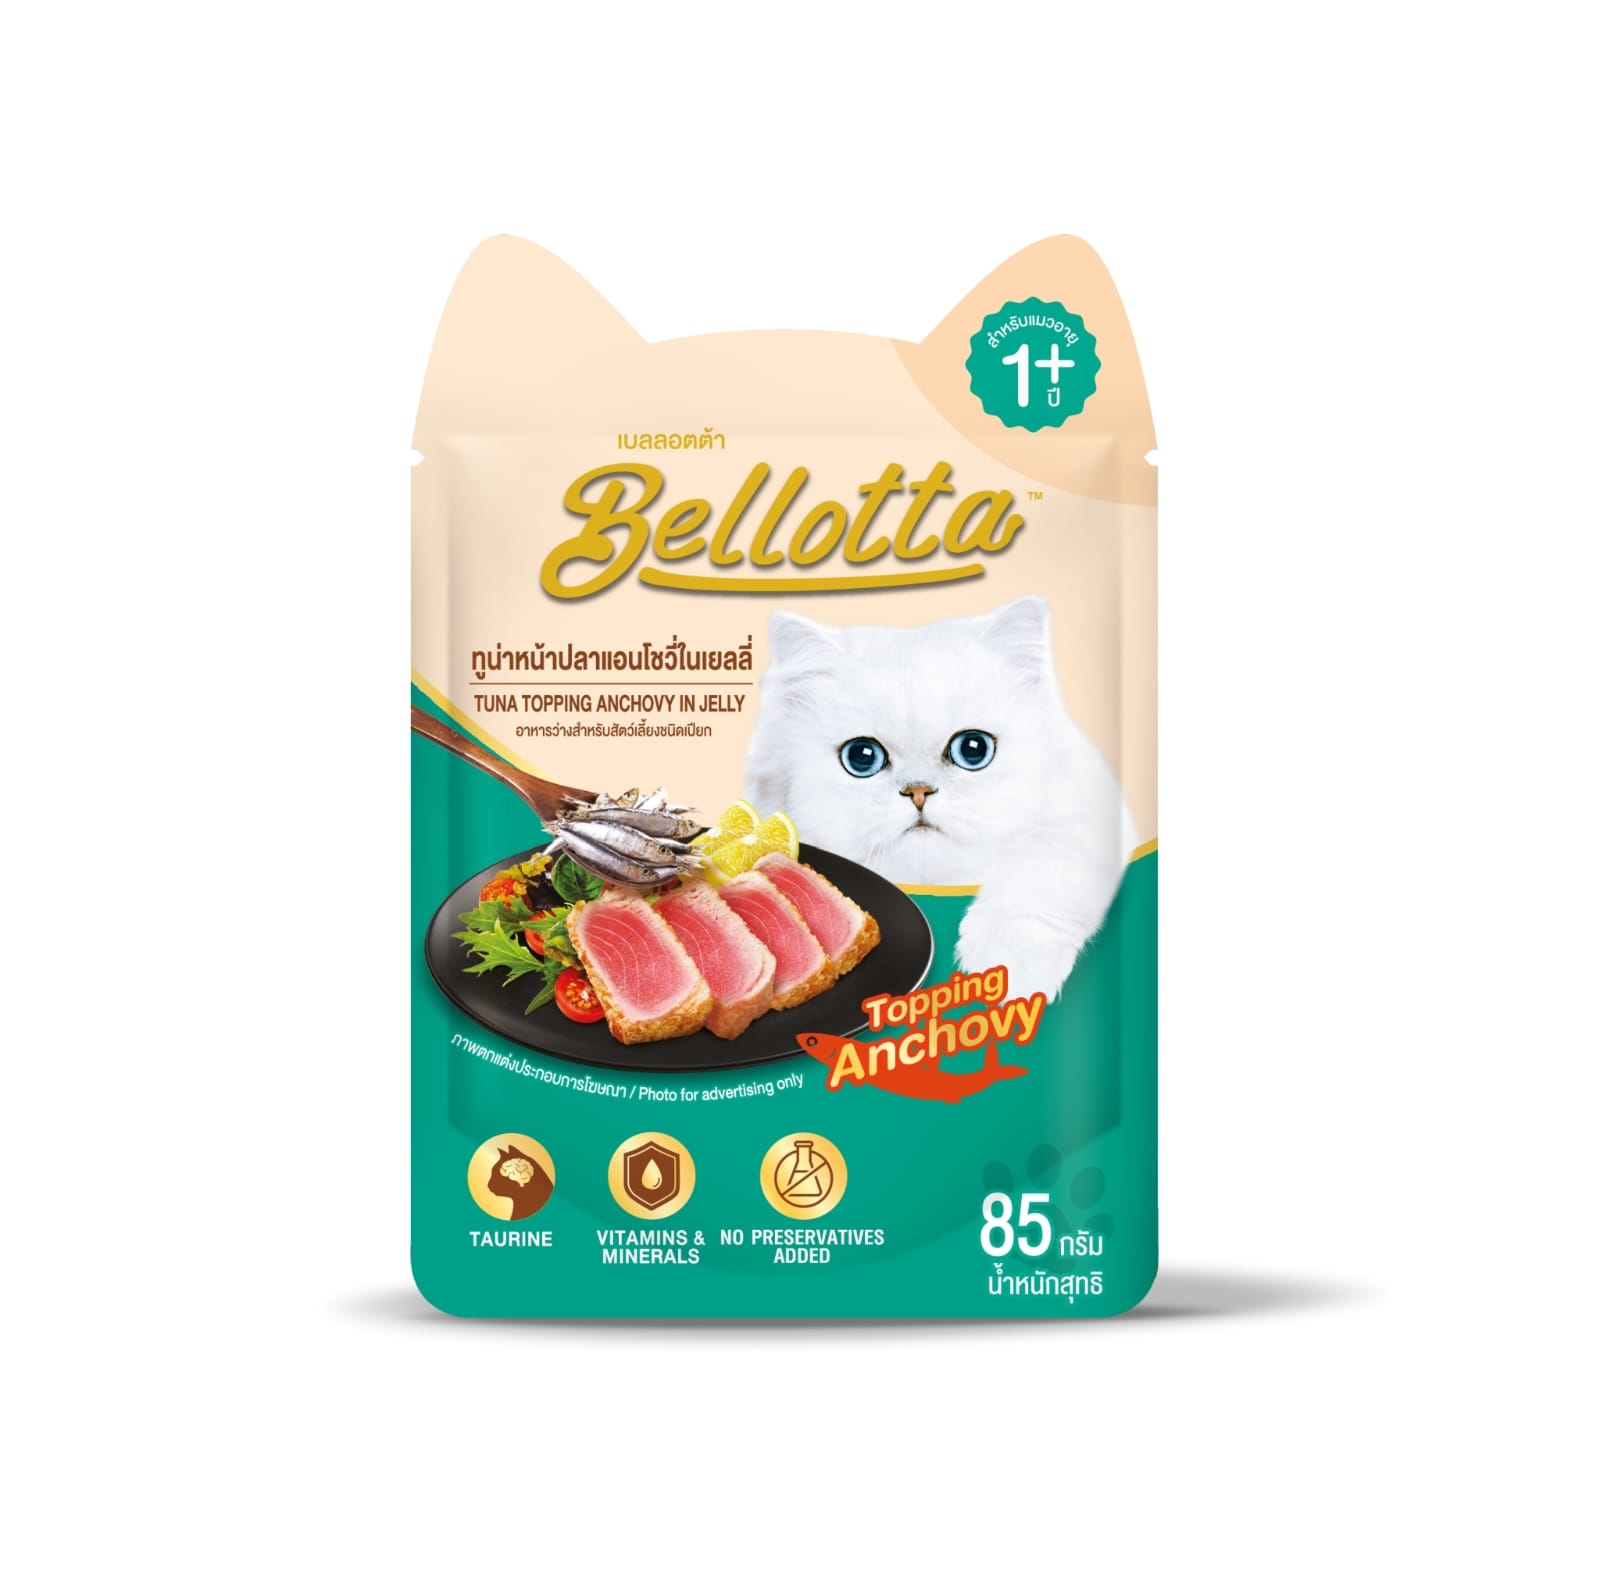 สำหรับแมวอายุ
1+
ปี
เบลลอตต้า
Bellotta™
ทูน่าหน้าปลาแอนโชวี่ในเยลลี่
TUNA TOPPING ANCHOVY IN JELLY
อาหารว่างสำหรับสัตว์เลี้ยงชนิดเปียก
Topping
Anchovy
ภาพตกแต่งประกอบการโฆษณา / Photo for advertising only
TAURINE
VITAMINS &
MINERALS
NO PRESERVATIVES
ADDED
85 กรัม
น้ำหนักสุทธิ